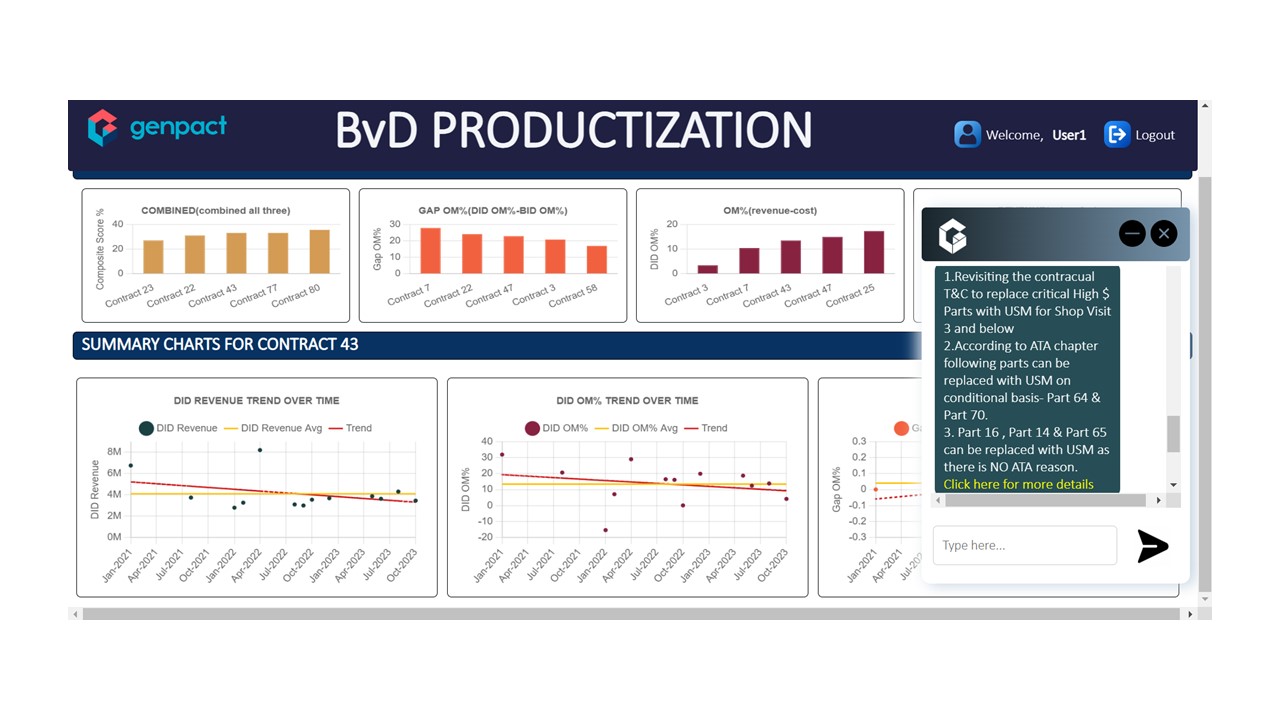 genpact
BvD PRODUCTIZATION
Welcome, User1
Logout
COMBINED(combined all three)
Composite Score %
40
20
0
Contract 23
Contract 22
Contract 43
Contract 77
Contract 80
GAP OM%(DID OM%-BID OM%)
Gap OM%
30
20
10
0
Contract 7
Contract 22
Contract 47
Contract 3
Contract 58
OM%(revenue-cost)
DID OM%
20
10
0
Contract 3
Contract 7
Contract 43
Contract 47
Contract 25
SUMMARY CHARTS FOR CONTRACT 43
DID REVENUE TREND OVER TIME
DID Revenue
DID Revenue Avg
Trend
DID Revenue
8M
6M
4M
2M
0M
Jan-2021
Apr-2021
Jul-2021
Oct-2021
Jan-2022
Apr-2022
Jul-2022
Oct-2022
Jan-2023
Apr-2023
Jul-2023
Oct-2023
DID OM% TREND OVER TIME
DID OM%
DID OM% Avg
Trend
DID OM%
40
30
20
10
0
-10
-20
Jan-2021
Apr-2021
Jul-2021
Oct-2021
Jan-2022
Apr-2022
Jul-2022
Oct-2022
Jan-2023
Apr-2023
Jul-2023
Oct-2023
Gap OM%
0.3
0.2
0.1
0
-0.1
-0.2
-0.3
Jan-2021
Apr-2021
1.Revisiting the contracual
T&C to replace critical High $
Parts with USM for Shop Visit
3 and below
2.According to ATA chapter
following parts can be
replaced with USM on
conditional basis- Part 64 &
Part 70.
3. Part 16 , Part 14 & Part 65
can be replaced with USM as
there is NO ATA reason.
Click here for more details
Type here...